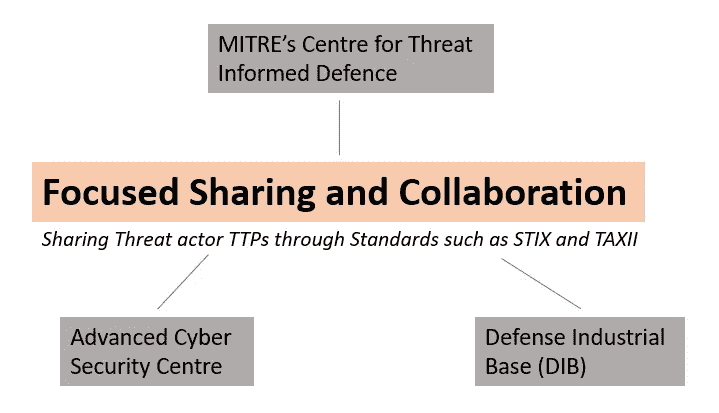 MITRE’s Centre for Threat
Informed Defence
Focused Sharing and Collaboration
Sharing Threat actor TTPs through Standards such as STIX and TAXII
Advanced Cyber
Security Centre
Defense Industrial
Base (DIB)